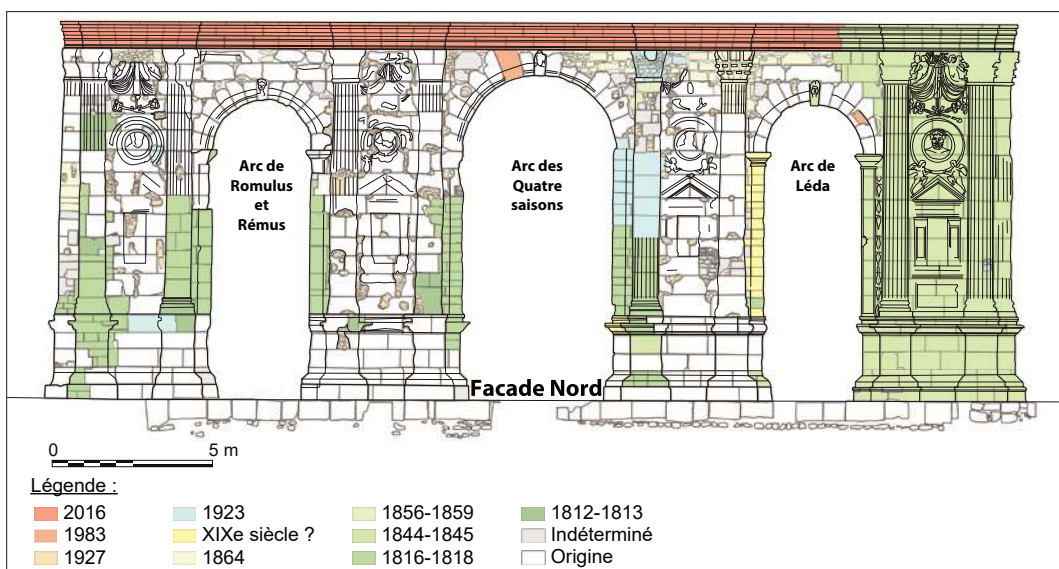 Arc de
Romulus
et
Rémus
Arc des
Quatre
saisons
Arc de
Léda
Facade Nord
0 5 m
Légende :
2016
1983
1927
1923
XIXe siècle ?
1864
1856-1859
1844-1845
1816-1818
1812-1813
Indéterminé
Origine